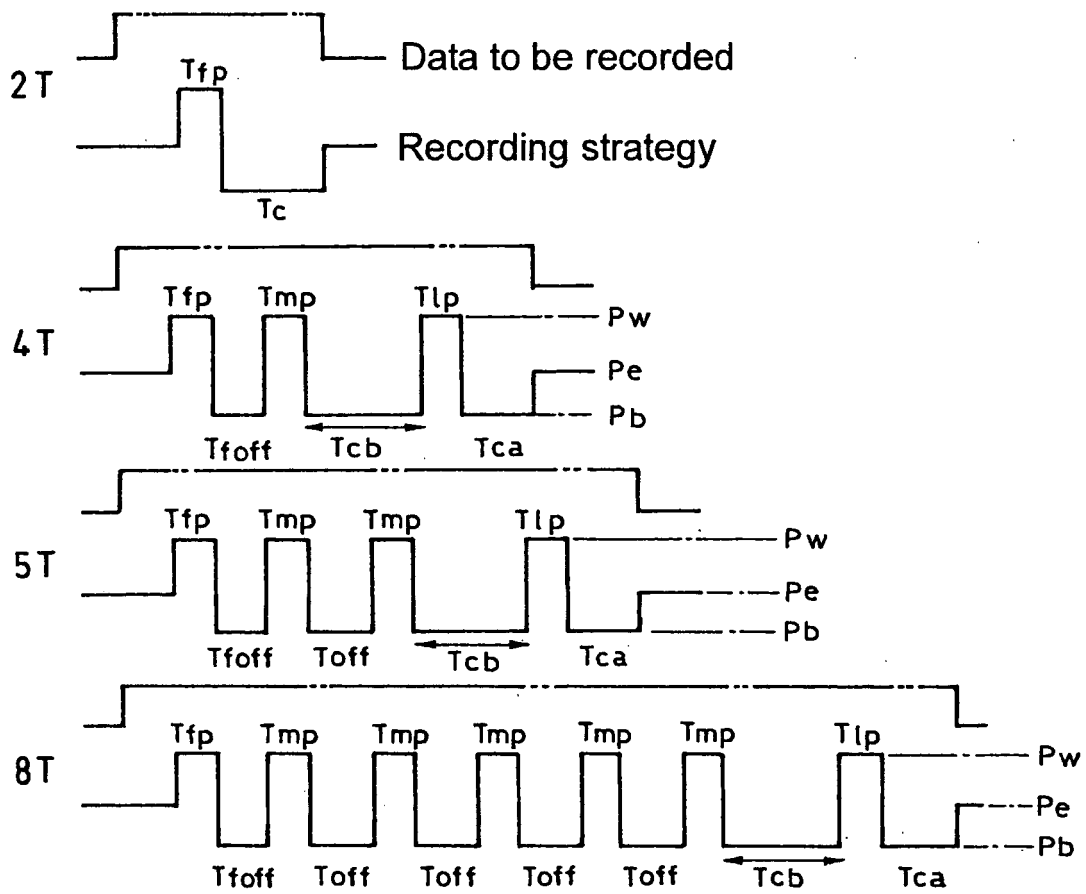 Data to be recorded
2T
Tfp
Recording strategy
Tc
Tfp Tmp Tlp
Pw
4T
Pe
Pb
Tfoff Tcb Tca
Tfp Tmp Tmp Tlp
Pw
5T
Pe
Pb
Tfoff Toff Tcb Tca
Tfp Tmp Tmp Tmp Tmp Tmp Tlp
Pw
8T
Pe
Pb
Tfoff Toff Toff Toff Toff Tcb Tca